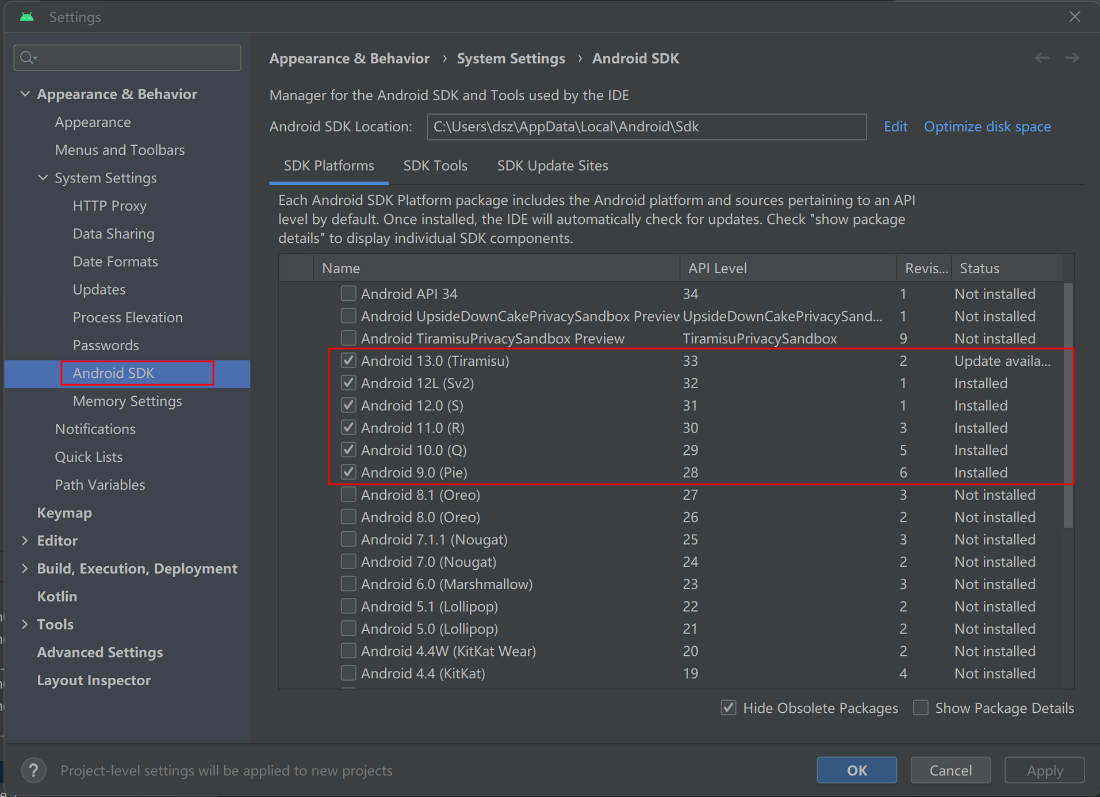 Settings
Appearance & Behavior
Appearance
Menus and Toolbars
System Settings
HTTP Proxy
Data Sharing
Date Formats
Updates
Process Elevation
Passwords
Android SDK
Memory Settings
Notifications
Quick Lists
Path Variables
Keymap
Editor
Build, Execution, Deployment
Kotlin
Tools
Advanced Settings
Layout Inspector
Appearance & Behavior › System Settings › Android SDK
Manager for the Android SDK and Tools used by the IDE
Android SDK Location: C:\Users\dsz\AppData\Local\Android\Sdk Edit Optimize disk space
SDK Platforms SDK Tools SDK Update Sites
Each Android SDK Platform package includes the Android platform and sources pertaining to an API
level by default. Once installed, the IDE will automatically check for updates. Check "show package
details" to display individual SDK components.
Name API Level Revis... Status
Android API 34 34 1 Not installed
Android UpsideDownCakePrivacySandbox Preview UpsideDownCakePrivacySand... 1 Not installed
Android TiramisuPrivacySandbox Preview TiramisuPrivacySandbox 9 Not installed
Android 13.0 (Tiramisu) 33 2 Update availa...
Android 12L (Sv2) 32 1 Installed
Android 12.0 (S) 31 1 Installed
Android 11.0 (R) 30 3 Installed
Android 10.0 (Q) 29 5 Installed
Android 9.0 (Pie) 28 6 Installed
Android 8.1 (Oreo) 27 3 Not installed
Android 8.0 (Oreo) 26 2 Not installed
Android 7.1.1 (Nougat) 25 3 Not installed
Android 7.0 (Nougat) 24 2 Not installed
Android 6.0 (Marshmallow) 23 3 Not installed
Android 5.1 (Lollipop) 22 2 Not installed
Android 5.0 (Lollipop) 21 2 Not installed
Android 4.4W (KitKat Wear) 20 2 Not installed
Android 4.4 (KitKat) 19 4 Not installed
Hide Obsolete Packages Show Package Details
? Project-level settings will be applied to new projects
OK Cancel Apply